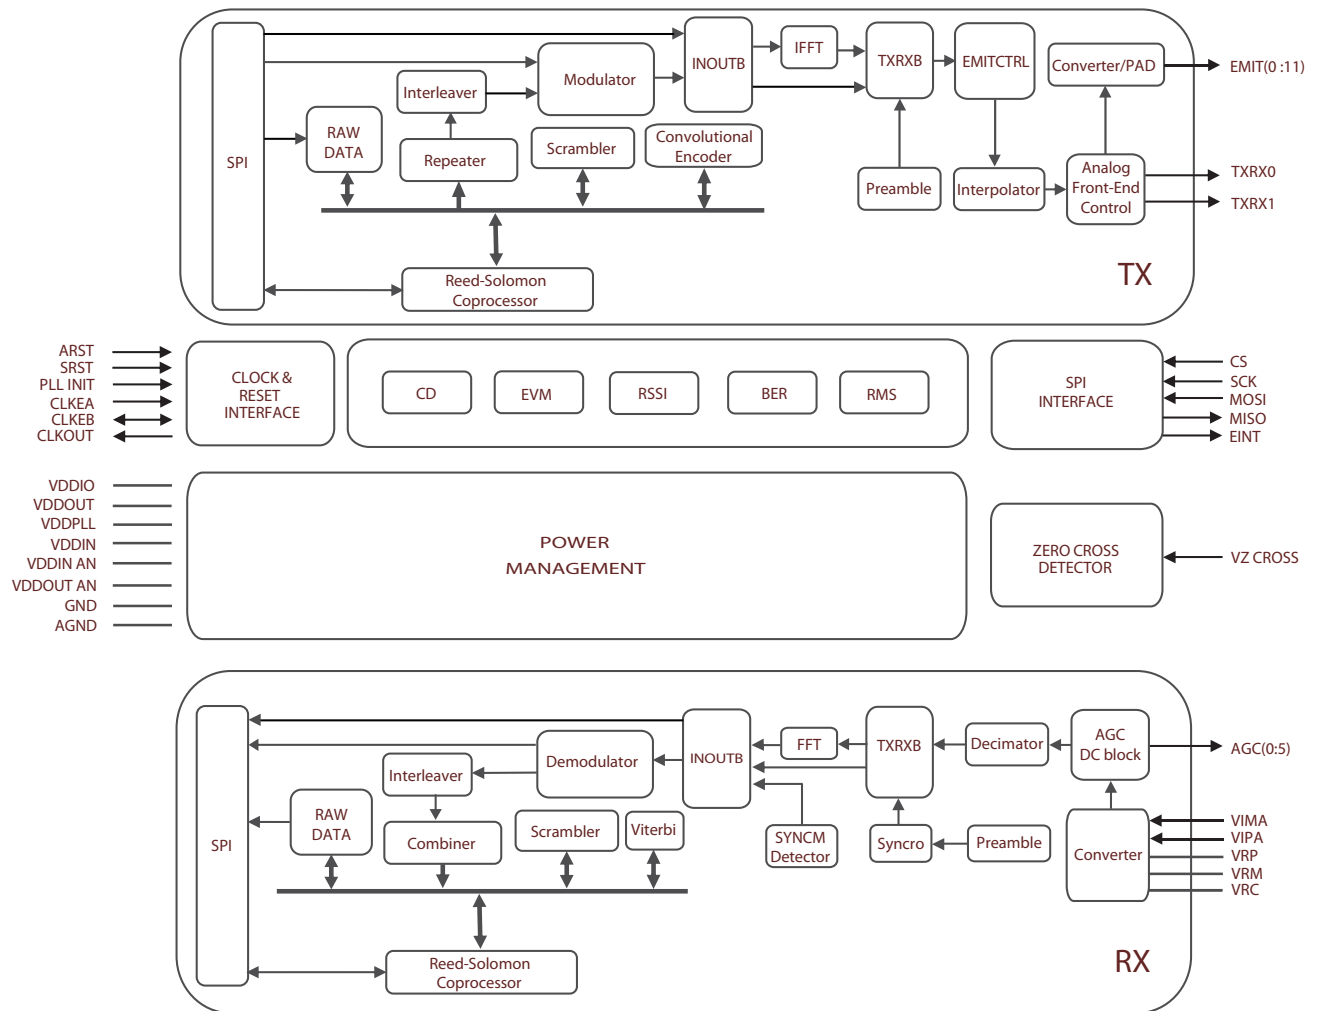 SPI
RAW
DATA
Interleaver
Repeater
Modulator
Scrambler
Convolutional
Encoder
INOUTB
IFFT
TXRXB
EMITCTRL
Converter/PAD
EMIT(0 :11)
Preamble
Interpolator
Analog
Front-End
Control
TXRX0
TXRX1
Reed-Solomon
Coprocessor
TX
ARST
SRST
PLL INIT
CLKEA
CLKEB
CLKOUT
CLOCK &
RESET
INTERFACE
CD
EVM
RSSI
BER
RMS
SPI
INTERFACE
CS
SCK
MOSI
MISO
EINT
VDDIO
VDDOUT
VDDPLL
VDDIN
VDDIN AN
VDDOUT AN
GND
AGND
POWER
MANAGEMENT
ZERO CROSS
DETECTOR
VZ CROSS
SPI
RAW
DATA
Interleaver
Combiner
Demodulator
Scrambler
Viterbi
INOUTB
FFT
TXRXB
Decimator
AGC
DC block
AGC(0:5)
SYNCM
Detector
Syncro
Preamble
Converter
VIMA
VIPA
VRP
VRM
VRC
Reed-Solomon
Coprocessor
RX